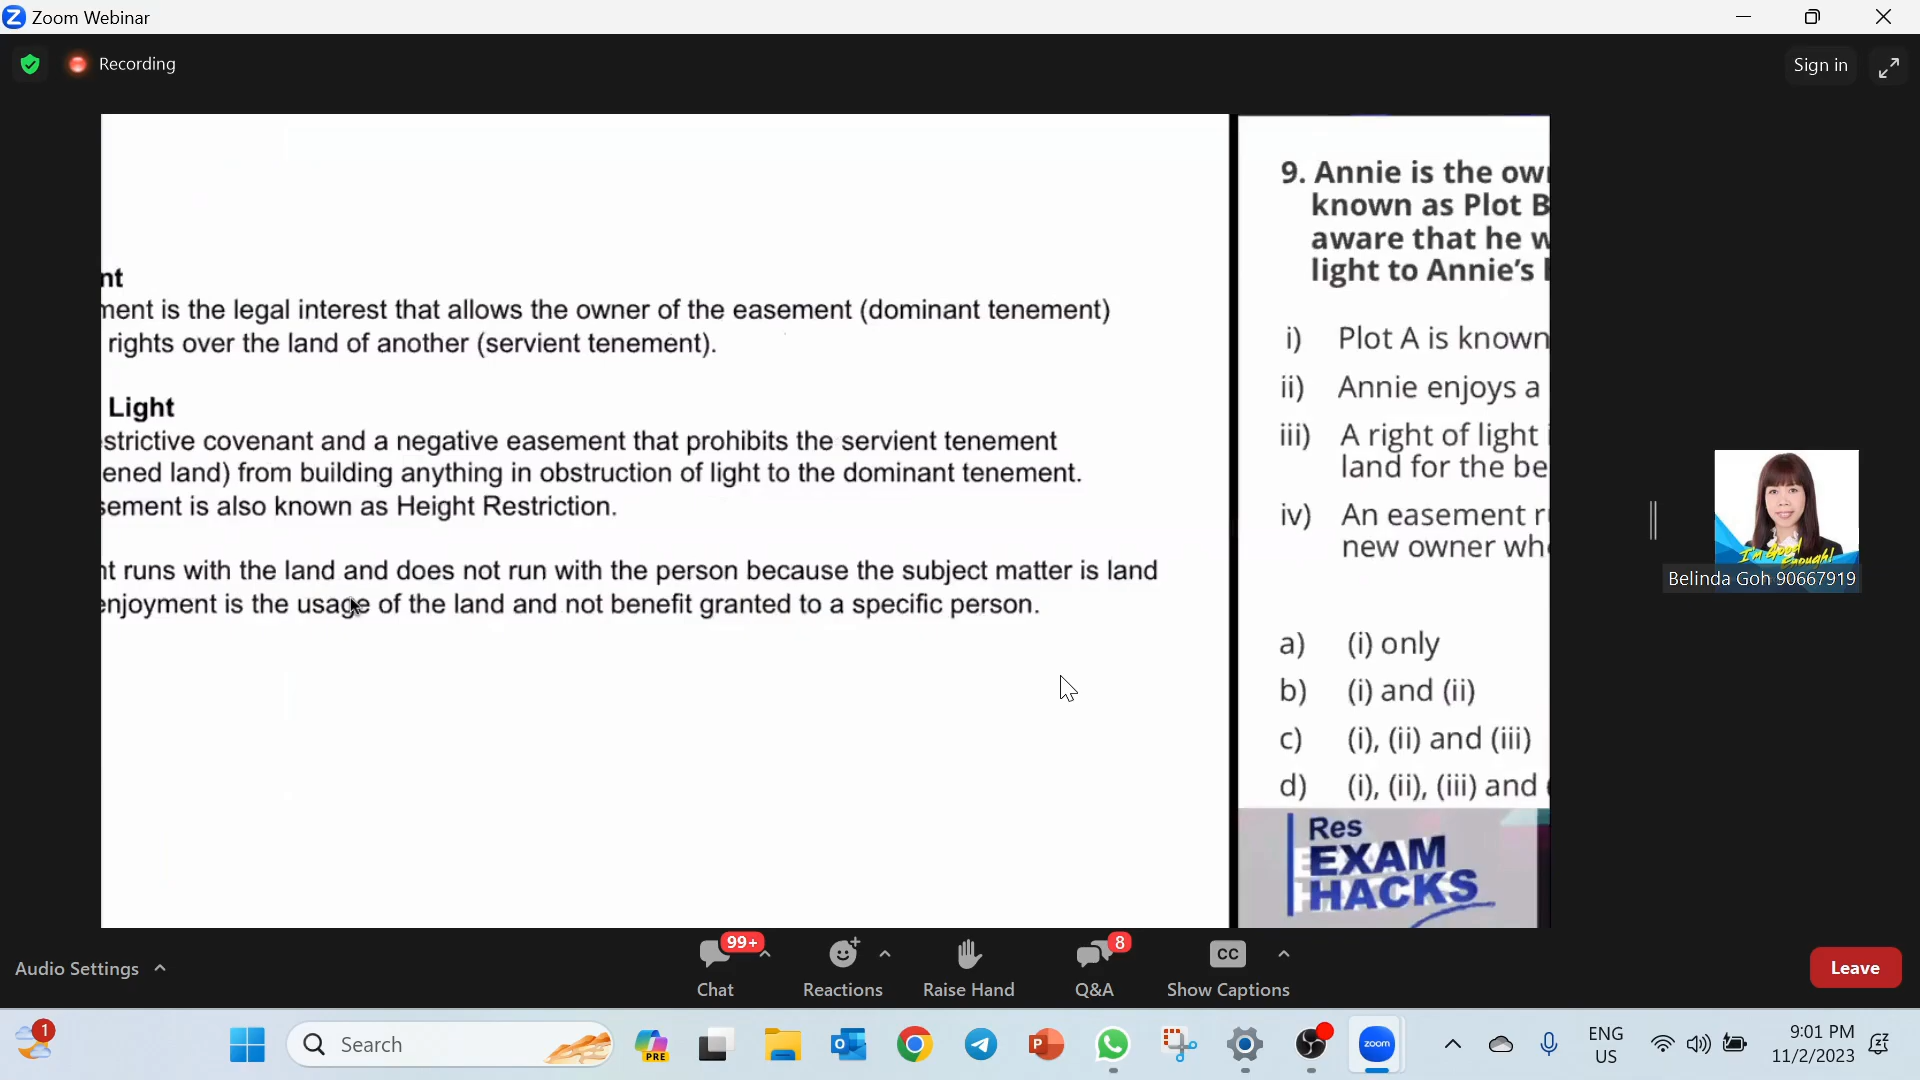 Zoom Webinar
Recording
Sign in
nt
ment is the legal interest that allows the owner of the easement (dominant tenement)
rights over the land of another (servient tenement).
Light
strictive covenant and a negative easement that prohibits the servient tenement
ened land) from building anything in obstruction of light to the dominant tenement.
sement is also known as Height Restriction.
nt runs with the land and does not run with the person because the subject matter is land
enjoyment is the usage of the land and not benefit granted to a specific person.
9. Annie is the ow
known as Plot B
aware that he w
light to Annie's
i) Plot A is known
ii) Annie enjoys a
iii) A right of light
land for the be
iv) An easement r
new owner wh
a) (i) only
b) (i) and (ii)
c) (i), (ii) and (iii)
d) (i), (ii), (iii) and
Res
EXAM
HACKS
I'm Good
Enough!
Belinda Goh 90667919
Audio Settings
99+
Chat
Reactions
Raise Hand
8
Q&A
CC
Show Captions
Leave
1
Search
PRE
zoom
ENG
US
9:01 PM
11/2/2023